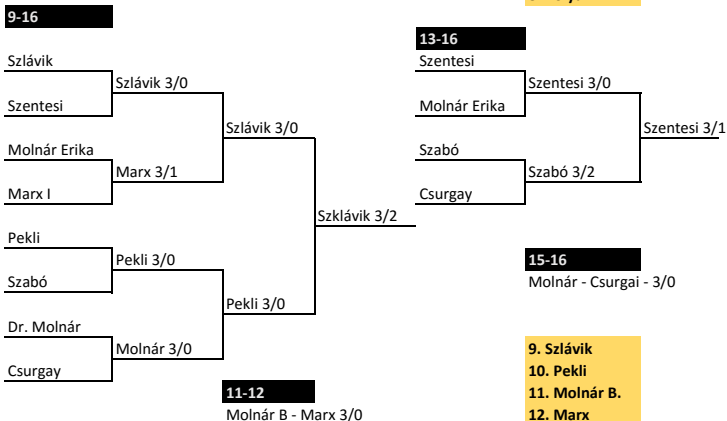 9-16
13-16
Szlávik
Szentesi
Szlávik 3/0
Szentesi 3/0
Szentesi
Molnár Erika
Szlávik 3/0
Szentesi 3/1
Molnár Erika
Szabó
Marx 3/1
Szabó 3/2
Marx I
Csurgay
Szklávik 3/2
Pekli
Pekli 3/0
15-16
Szabó
Molnár - Csurgai - 3/0
Pekli 3/0
Dr. Molnár
Molnár 3/0
9. Szlávik
Csurgay
10. Pekli
11-12
11. Molnár B.
Molnár B - Marx 3/0
12. Marx